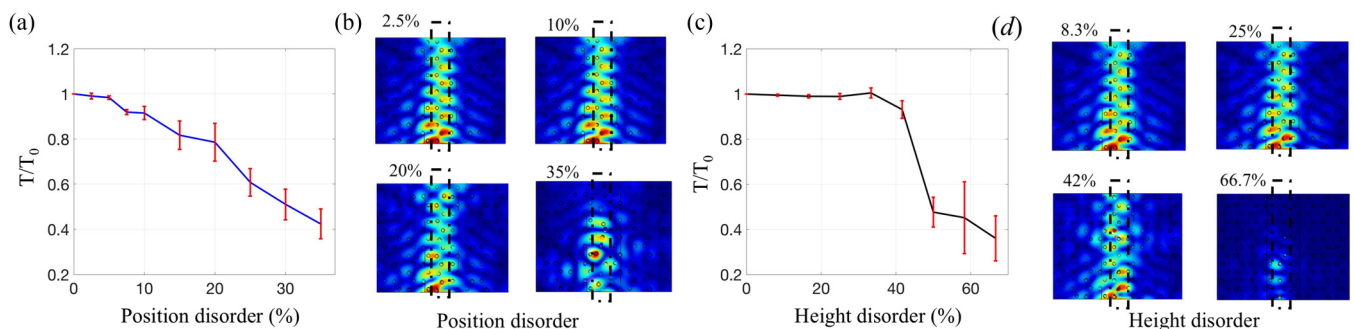 (a)
1.2
1
0.8
0.6
0.4
0.2
0
10
20
30
T/T0
Position disorder (%)
(b)
2.5%
10%
20%
35%
Position disorder
(c)
1.2
1
0.8
0.6
0.4
0.2
0
20
40
60
80
T/T0
Height disorder (%)
(d)
8.3%
25%
42%
66.7%
Height disorder